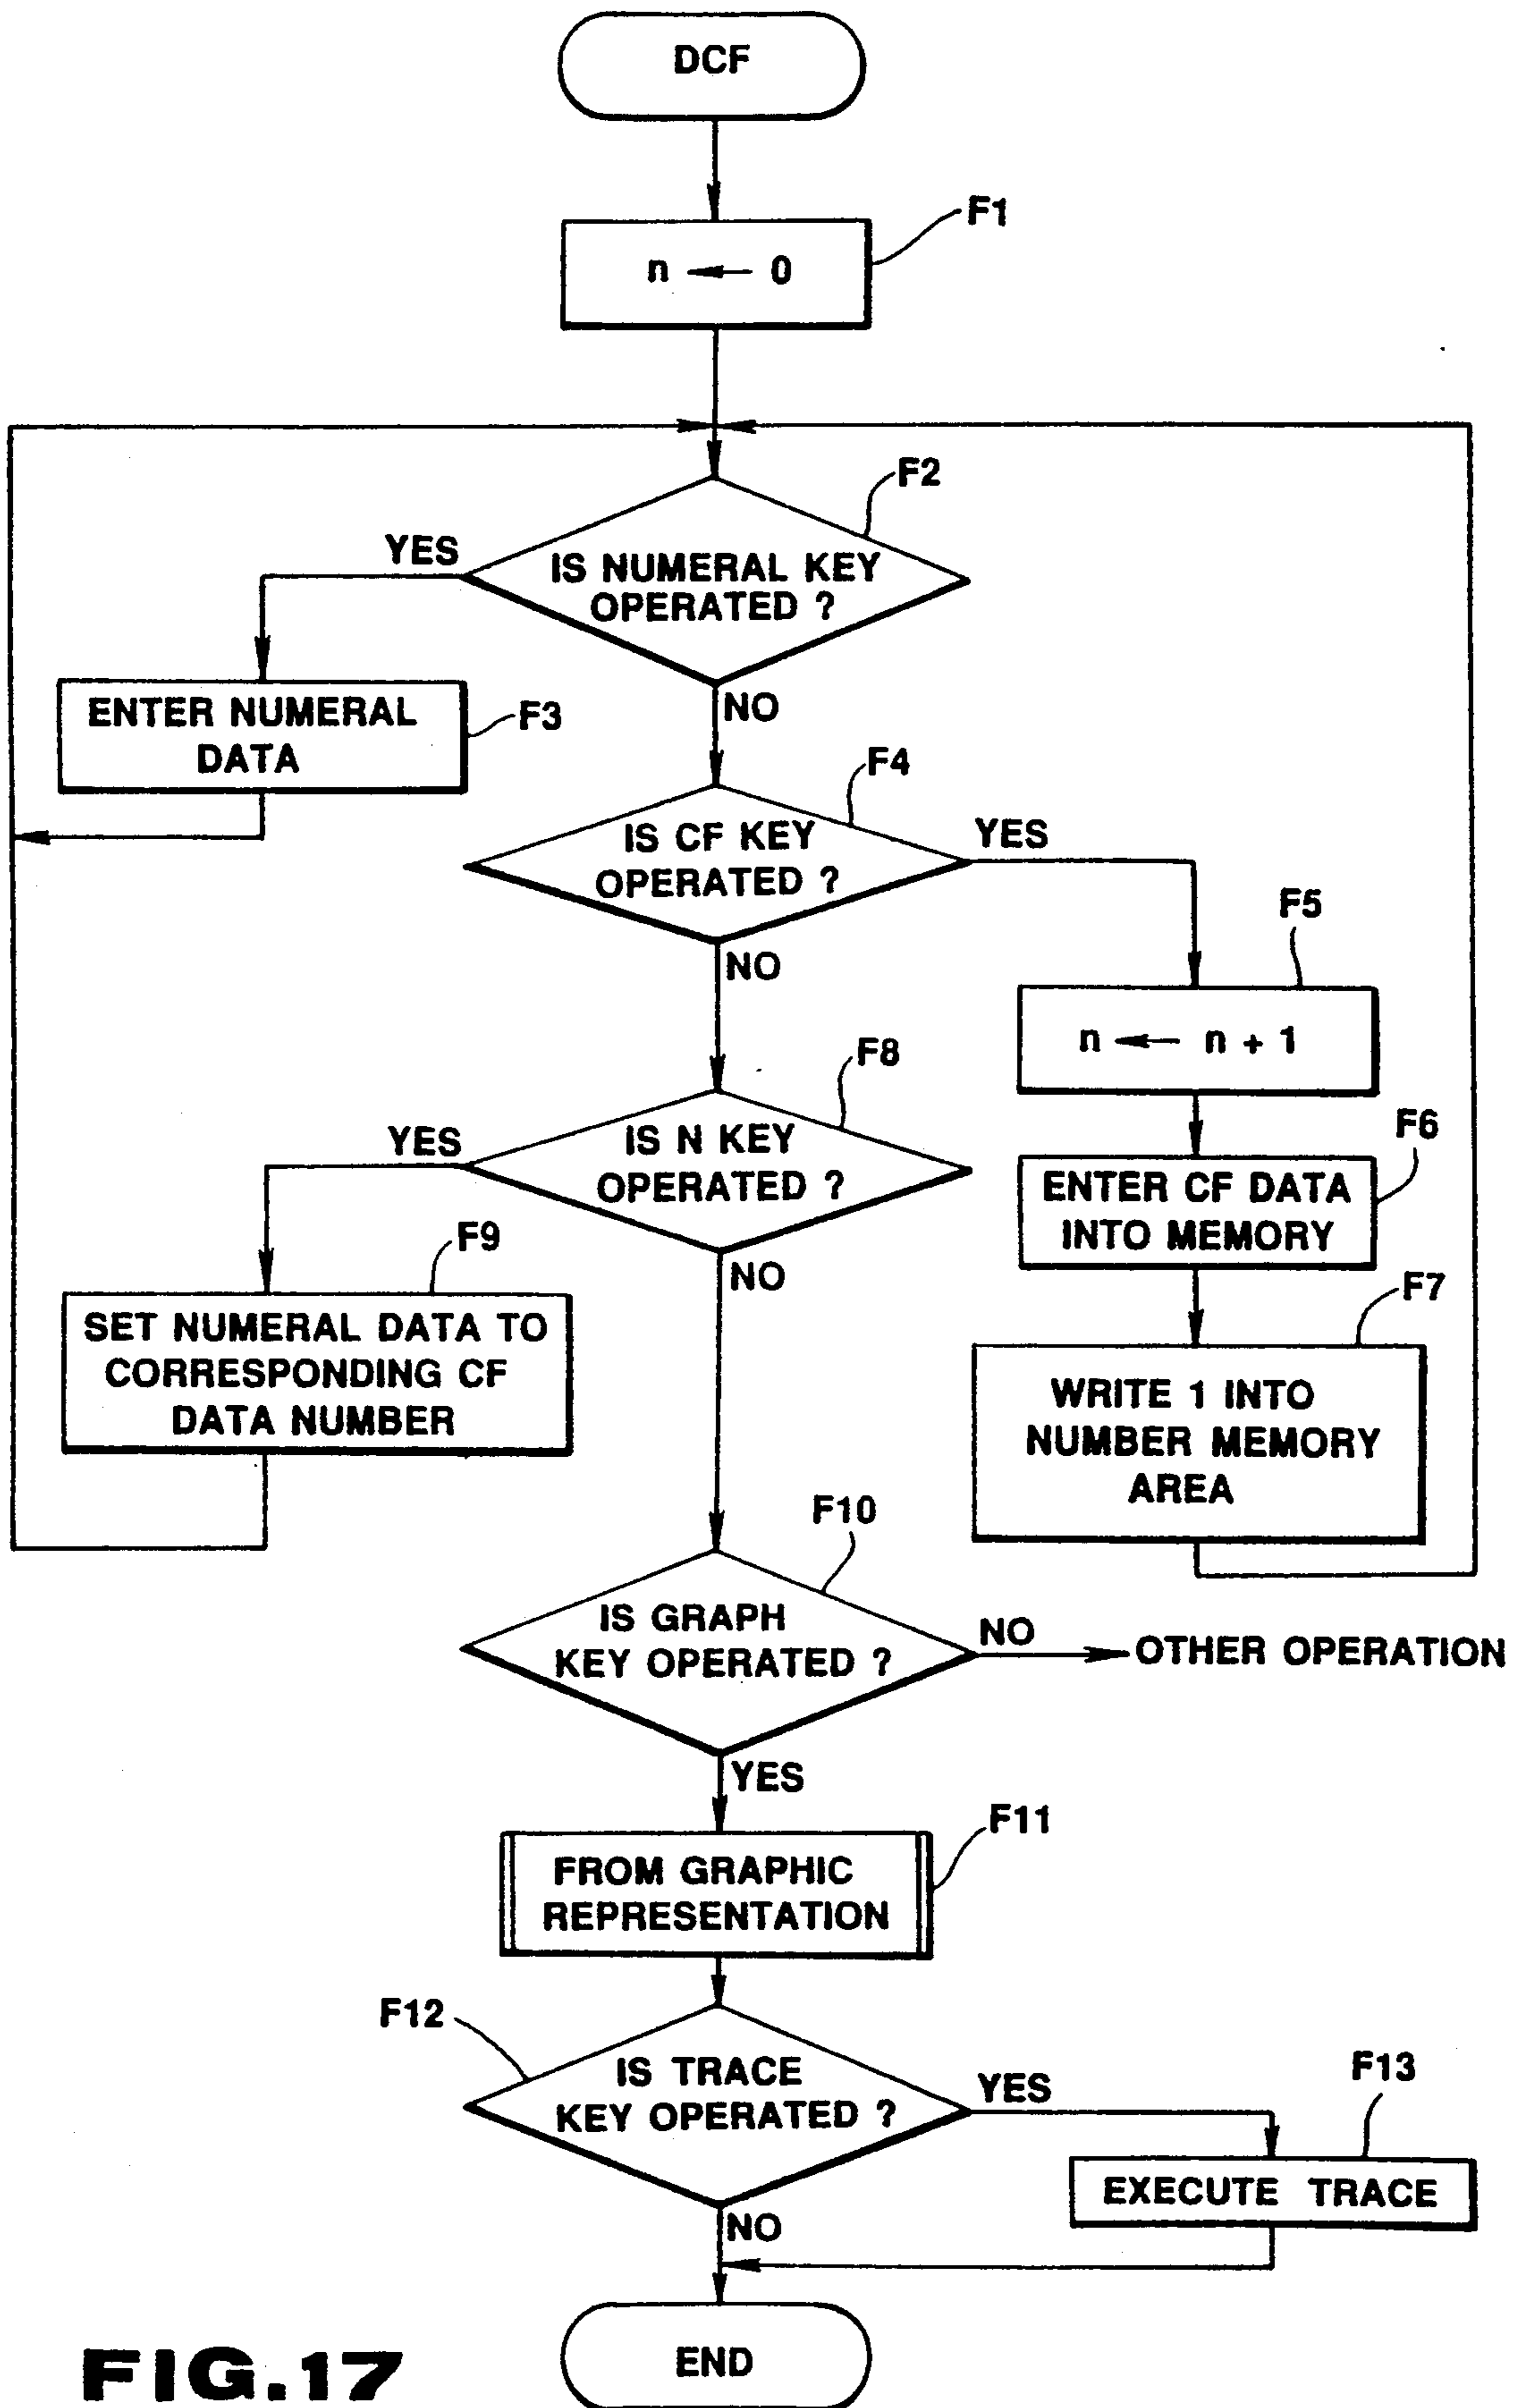 DCF
F1
n ← 0
F2
YES
IS NUMERAL KEY
OPERATED ?
NO
ENTER NUMERAL
DATA
F3
F4
IS CF KEY
OPERATED ?
YES
NO
F5
n ← n + 1
F8
YES
IS N KEY
OPERATED ?
NO
F6
ENTER CF DATA
INTO MEMORY
F9
SET NUMERAL DATA TO
CORRESPONDING CF
DATA NUMBER
F7
WRITE 1 INTO
NUMBER MEMORY
AREA
F10
IS GRAPH
KEY OPERATED ?
NO
OTHER OPERATION
YES
F11
FROM GRAPHIC
REPRESENTATION
F12
IS TRACE
KEY OPERATED ?
YES
F13
EXECUTE TRACE
NO
END
FIG.17